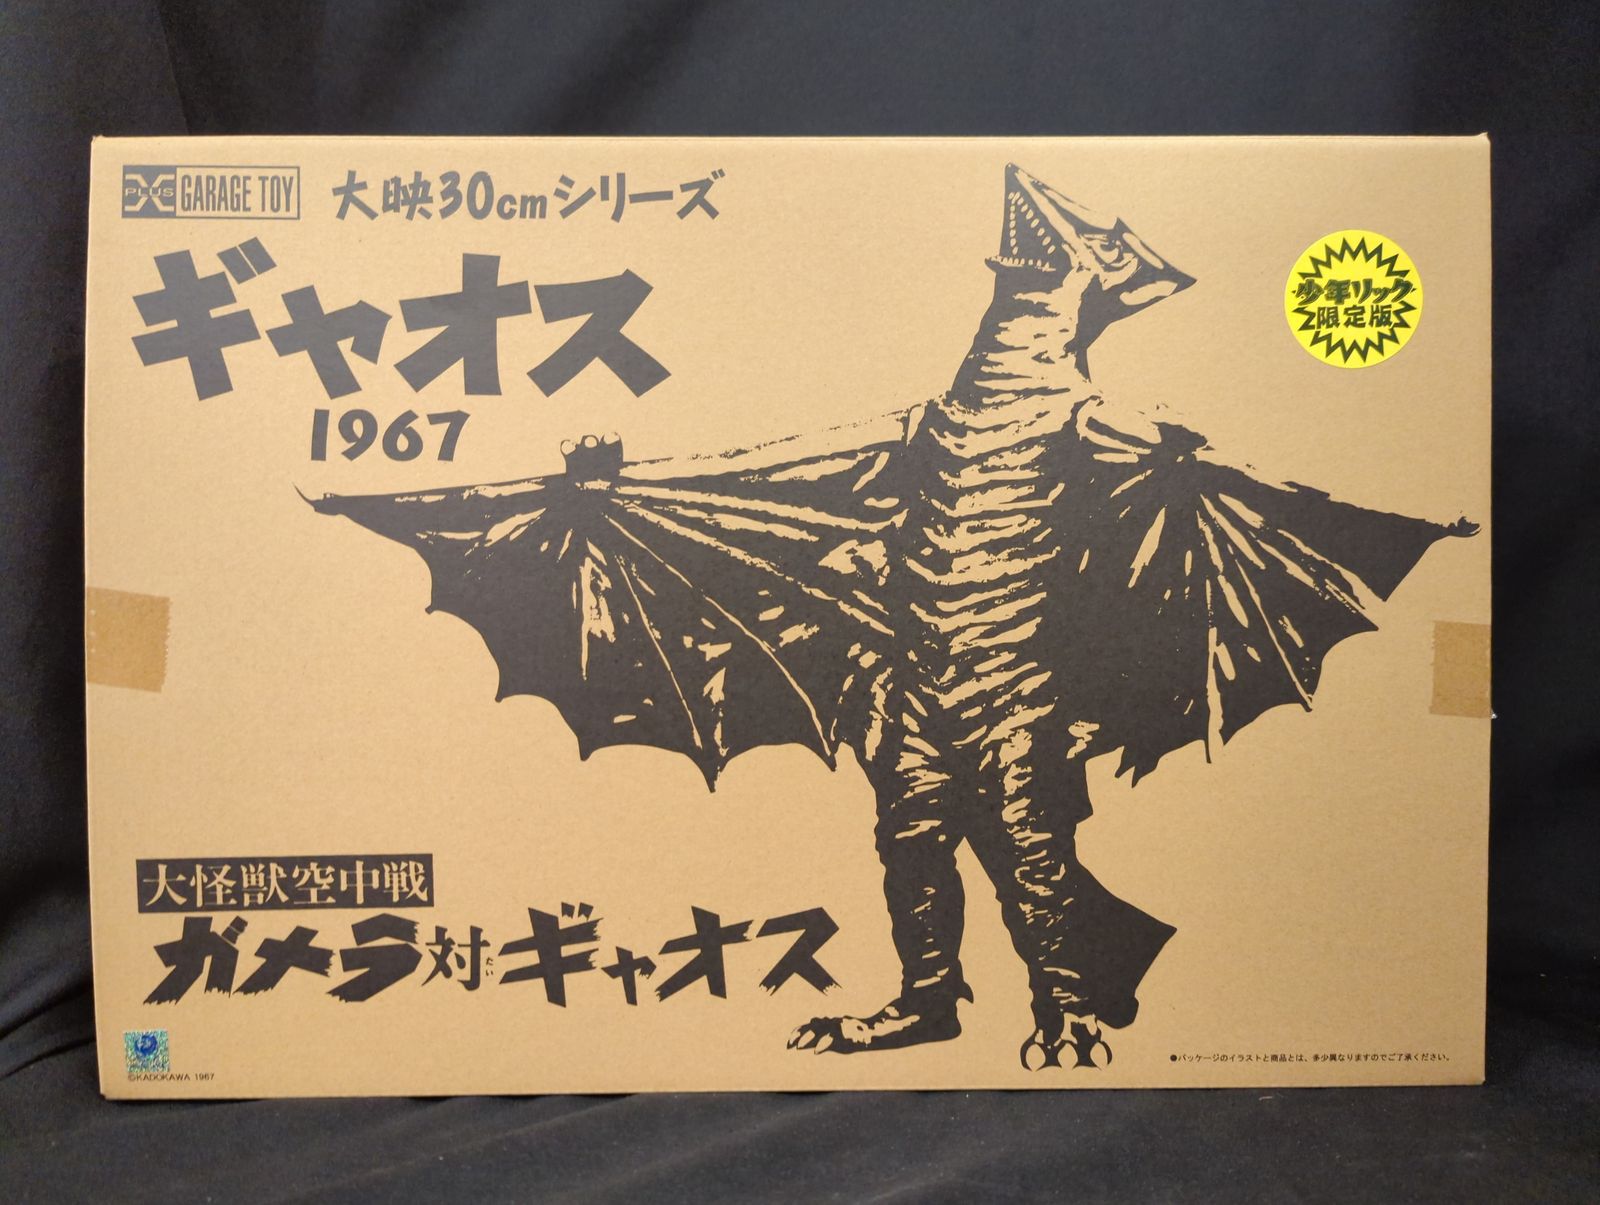 X PLUS GARAGE TOY 大映30cmシリーズ
ギャオス
1967
少年リック
限定版
大怪獣空中戦
ガメラ対ギャオス
たい
©KADOKAWA 1967
●パッケージのイラストと商品とは、多少異なりますのでご了承ください。